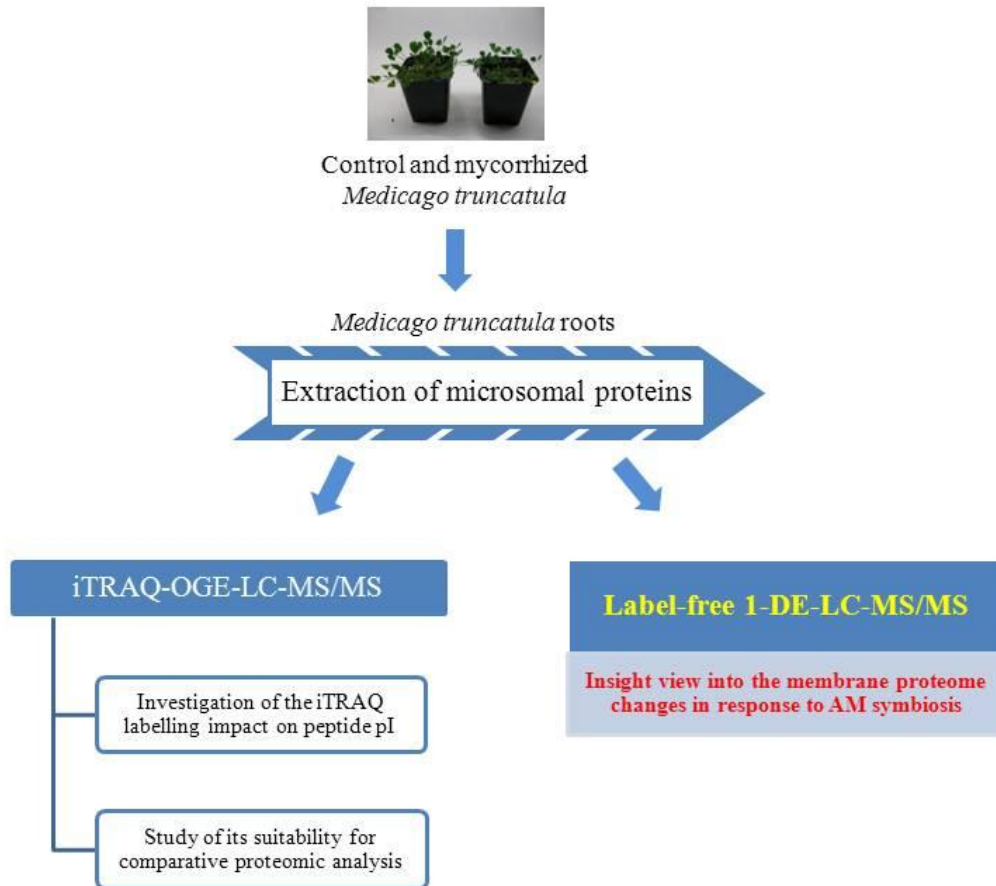 Control and mycorrhized
Medicago truncatula
Medicago truncatula roots
Extraction of microsomal proteins
iTRAQ-OGE-LC-MS/MS
Investigation of the iTRAQ
labelling impact on peptide pI
Study of its suitability for
comparative proteomic analysis
Label-free 1-DE-LC-MS/MS
Insight view into the membrane proteome
changes in response to AM symbiosis